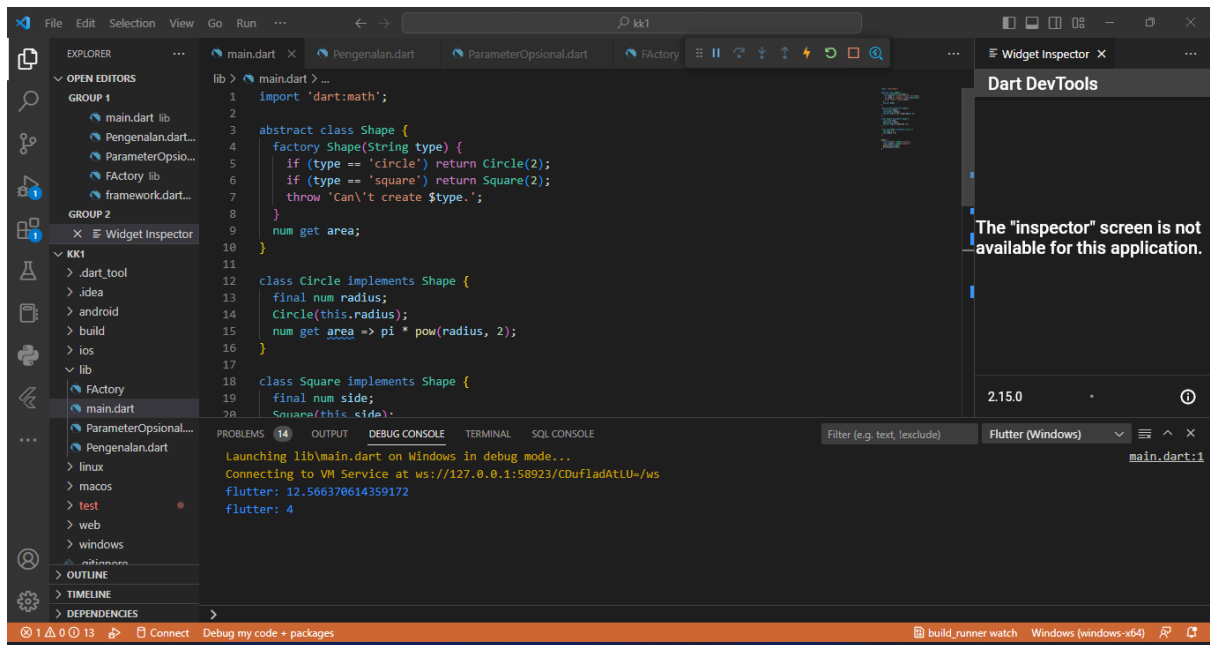 File Edit Selection View Go Run ··· ← → kk1
EXPLORER ···
OPEN EDITORS
GROUP 1
main.dart lib
Pengenalan.dart...
ParameterOpsio...
FActory lib
framework.dart...
GROUP 2
Widget Inspector
KK1
.dart_tool
.idea
android
build
ios
lib
FActory
main.dart
ParameterOpsional....
Pengenalan.dart
linux
macos
test
web
windows
.gitignore
OUTLINE
TIMELINE
DEPENDENCIES
1
1
main.dart Pengenalan.dart ParameterOpsional.dart FActory ···
lib > main.dart > ...
1 import 'dart:math';
2
3 abstract class Shape {
4 factory Shape(String type) {
5 if (type == 'circle') return Circle(2);
6 if (type == 'square') return Square(2);
7 throw 'Can\'t create $type.';
8 }
9 num get area;
10 }
11
12 class Circle implements Shape {
13 final num radius;
14 Circle(this.radius);
15 num get area => pi * pow(radius, 2);
16 }
17
18 class Square implements Shape {
19 final num side;
20 Square(this.side);
Widget Inspector ···
Dart DevTools
The "inspector" screen is not
available for this application.
2.15.0
PROBLEMS 14 OUTPUT DEBUG CONSOLE TERMINAL SQL CONSOLE Filter (e.g. text, !exclude) Flutter (Windows)
Launching lib\main.dart on Windows in debug mode... main.dart:1
Connecting to VM Service at ws://127.0.0.1:58923/CDufladAtLU=/ws
flutter: 12.566370614359172
flutter: 4
>
1 0 13 Connect Debug my code + packages build_runner watch Windows (windows-x64)